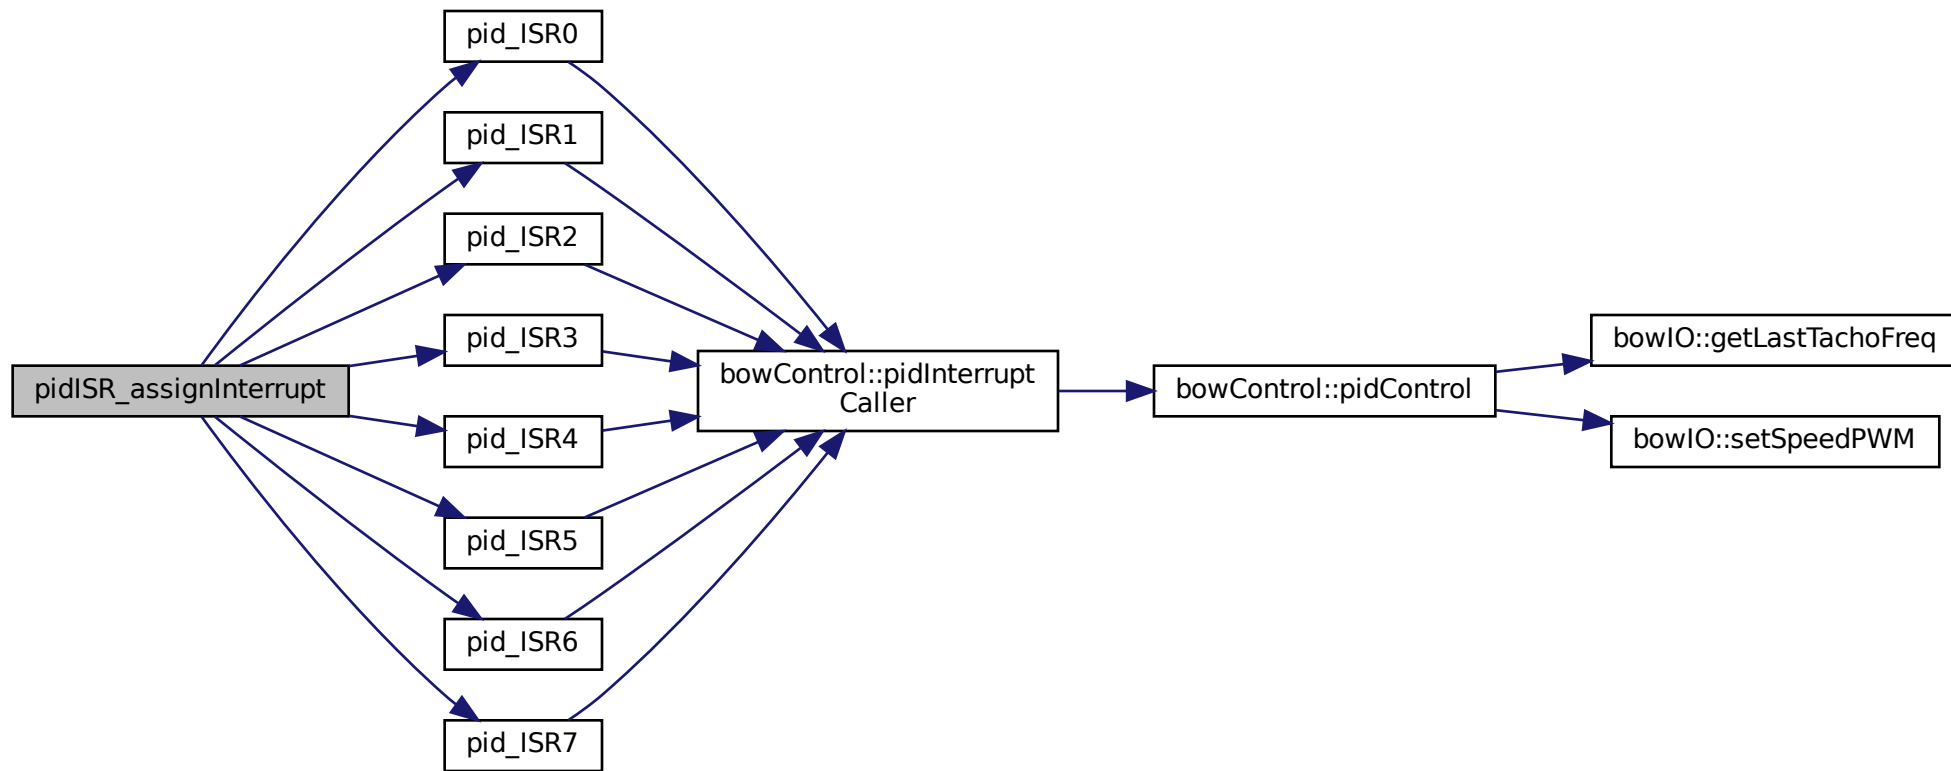 pidISR_assignInterrupt
pid_ISR0
pid_ISR1
pid_ISR2
pid_ISR3
pid_ISR4
pid_ISR5
pid_ISR6
pid_ISR7
bowControl::pidInterrupt
Caller
bowControl::pidControl
bowIO::getLastTachoFreq
bowIO::setSpeedPWM